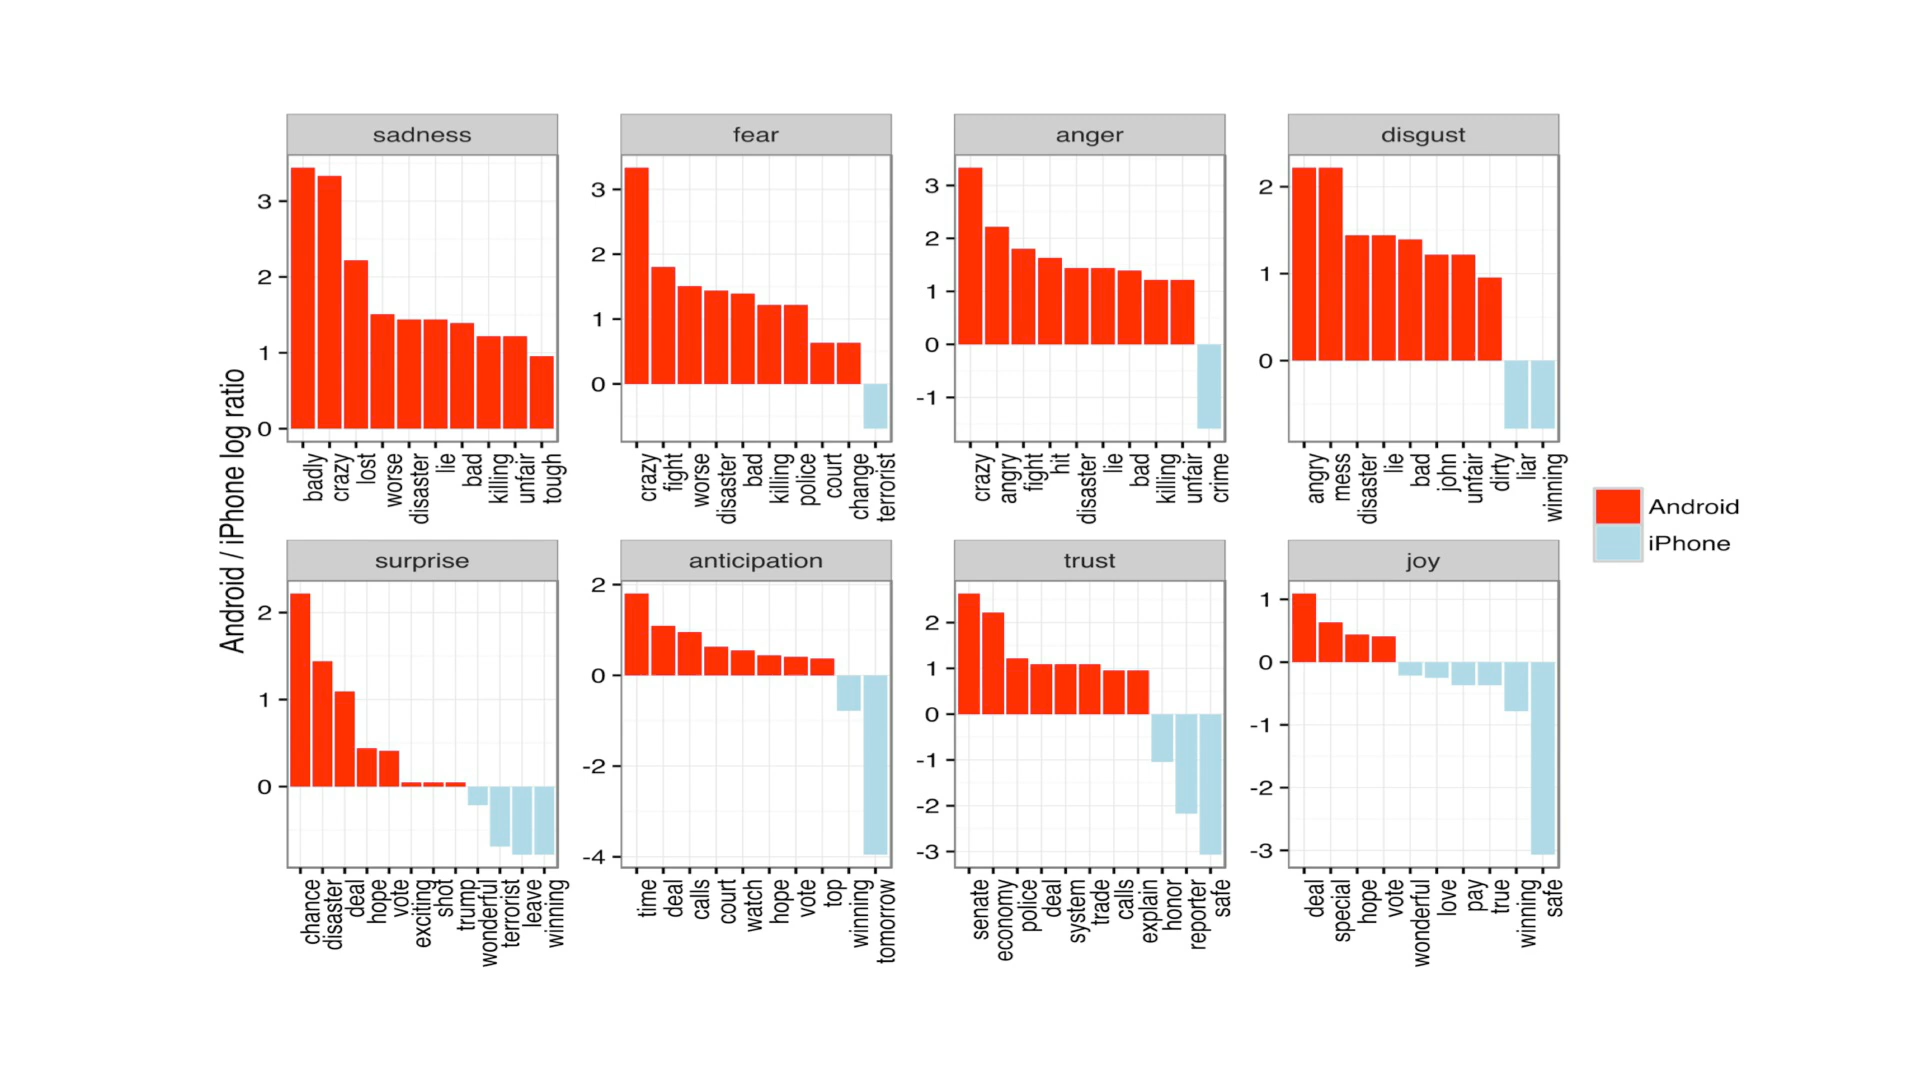 sadness
fear
anger
disgust
3
2
1
0
3
2
1
0
3
2
1
0
-1
2
1
0
badly
crazy
lost
worse
disaster
lie
bad
killing
unfair
tough
crazy
fight
worse
disaster
bad
killing
police
court
change
terrorist
crazy
angry
fight
hit
disaster
lie
bad
killing
unfair
crime
angry
mess
disaster
lie
bad
john
unfair
dirty
liar
winning
Android / iPhone log ratio
Android
iPhone
surprise
anticipation
trust
joy
2
1
0
2
0
-2
-4
2
1
0
-1
-2
-3
1
0
-1
-2
-3
chance
disaster
deal
hope
vote
exciting
shot
trump
wonderful
terrorist
leave
winning
time
deal
calls
court
watch
hope
vote
top
winning
tomorrow
senate
economy
police
deal
system
trade
calls
explain
honor
reporter
safe
deal
special
hope
vote
wonderful
love
pay
true
winning
safe